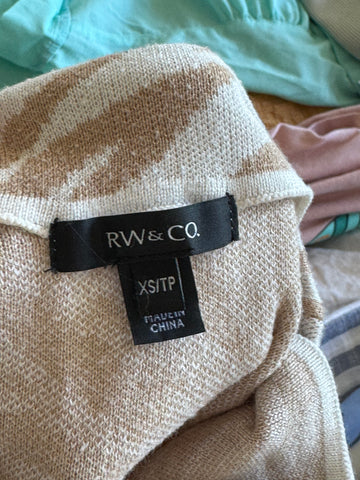 RW&CO.
XS/TP
MADE IN
CHINA